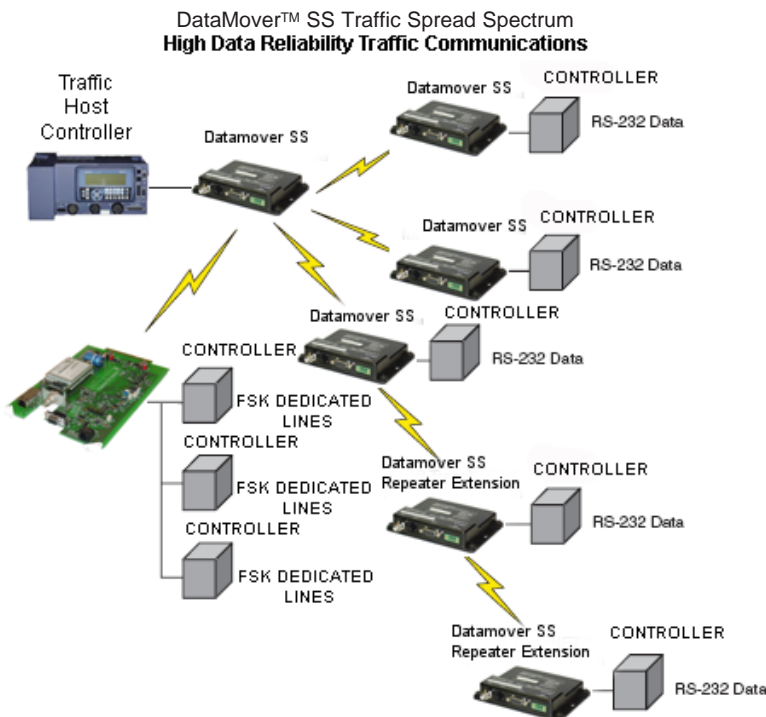 DataMover™ SS Traffic Spread Spectrum
High Data Reliability Traffic Communications
Traffic
Host
Controller
Datamover SS
Datamover SS
CONTROLLER
RS-232 Data
Datamover SS
CONTROLLER
RS-232 Data
Datamover SS
CONTROLLER
RS-232 Data
CONTROLLER
FSK DEDICATED
LINES
CONTROLLER
FSK DEDICATED
LINES
CONTROLLER
FSK DEDICATED
LINES
Datamover SS
Repeater Extension
CONTROLLER
RS-232 Data
Datamover SS
Repeater Extension
CONTROLLER
RS-232 Data